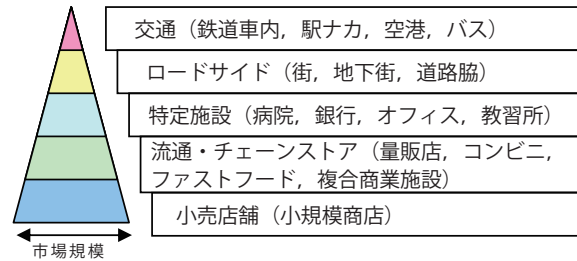 交通（鉄道車内，駅ナカ，空港，バス）
ロードサイド（街，地下街，道路脇）
特定施設（病院，銀行，オフィス，教習所）
流通・チェーンストア（量販店，コンビニ，
ファストフード，複合商業施設）
小売店舗（小規模商店）
市場規模